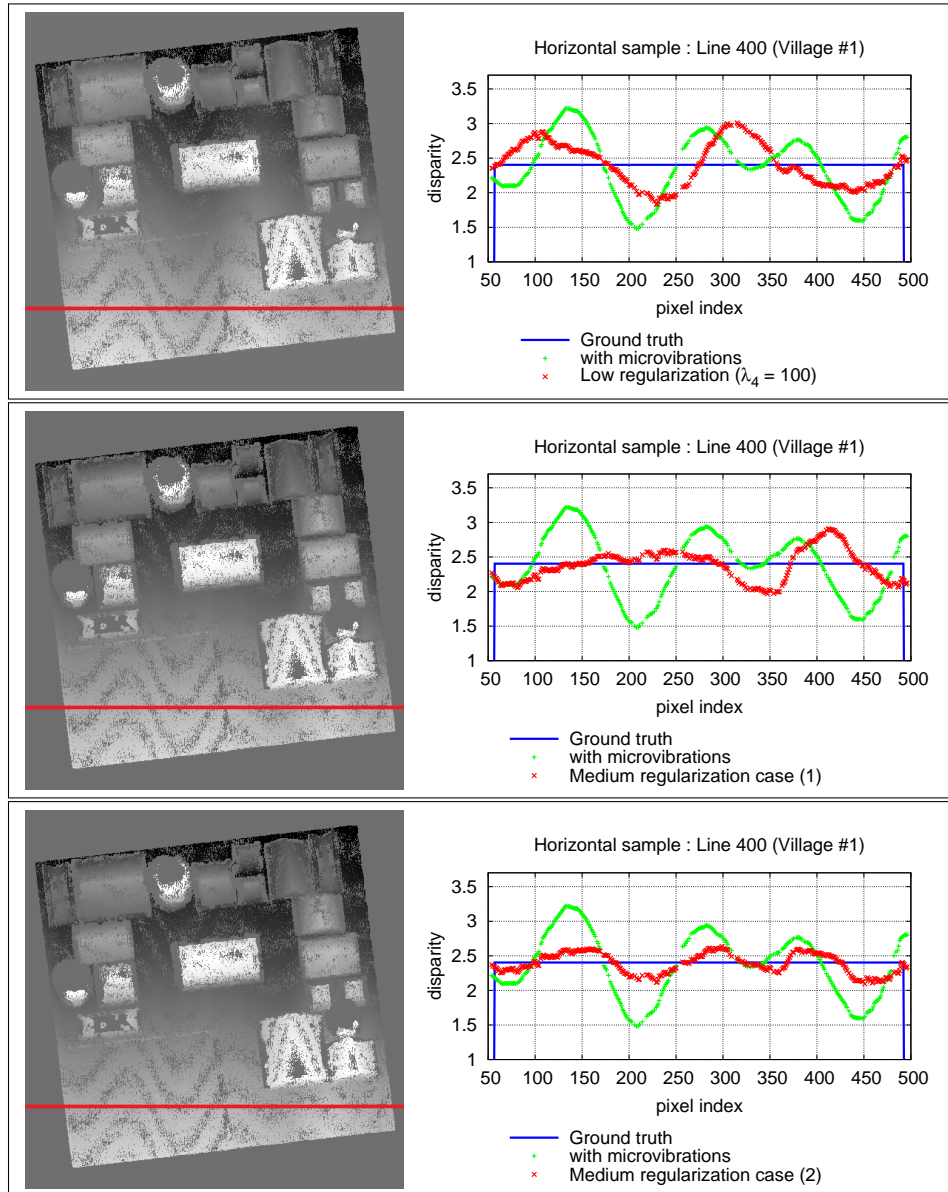 Horizontal sample : Line 400 (Village #1)
3.5
3
2.5
2
1.5
1
disparity
50 100 150 200 250 300 350 400 450 500
pixel index
Ground truth
with microvibrations
Low regularization (λ4 = 100)
Horizontal sample : Line 400 (Village #1)
3.5
3
2.5
2
1.5
1
disparity
50 100 150 200 250 300 350 400 450 500
pixel index
Ground truth
with microvibrations
Medium regularization case (1)
Horizontal sample : Line 400 (Village #1)
3.5
3
2.5
2
1.5
1
disparity
50 100 150 200 250 300 350 400 450 500
pixel index
Ground truth
with microvibrations
Medium regularization case (2)